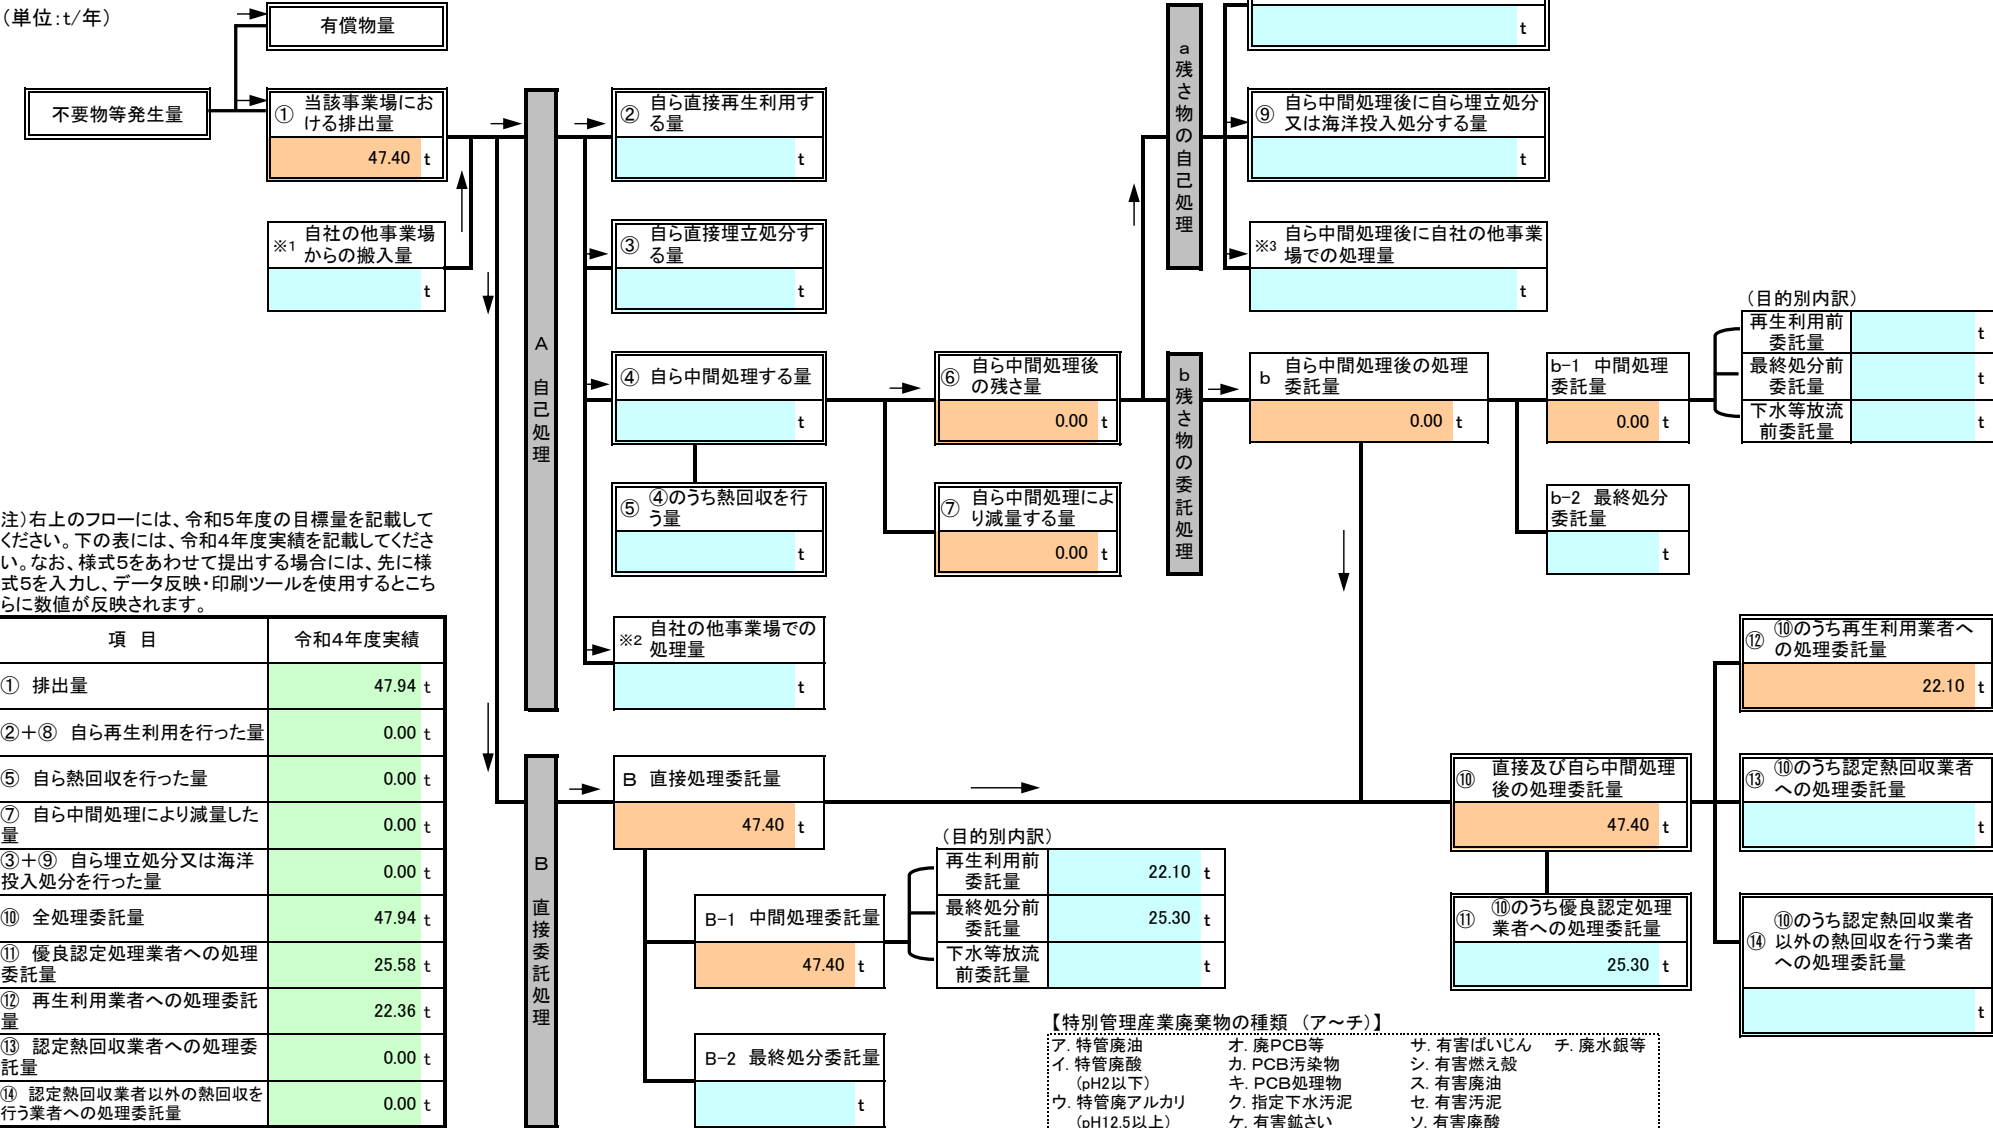 （単位：t/年）
有償物量
不要物等発生量
① 当該事業場にお
ける排出量
47.40 t
※1 自社の他事業場
からの搬入量
t
A 自己処理
② 自ら直接再生利用す
る量
t
③ 自ら直接埋立処分す
る量
t
④ 自ら中間処理する量
t
⑤ ④のうち熱回収を行
う量
t
※2 自社の他事業場での
処理量
t
⑥ 自ら中間処理後
の残さ量
0.00 t
⑦ 自ら中間処理によ
り減量する量
0.00 t
a 残さ物の自己処理
t
⑨ 自ら中間処理後に自ら埋立処分
又は海洋投入処分する量
t
※3 自ら中間処理後に自社の他事業
場での処理量
t
b 残さ物の委託処理
b 自ら中間処理後の処理
委託量
0.00 t
b-1 中間処理
委託量
0.00 t
b-2 最終処分
委託量
t
（目的別内訳）
再生利用前
委託量
t
最終処分前
委託量
t
下水等放流
前委託量
t
注）右上のフローには、令和5年度の目標量を記載して
ください。下の表には、令和4年度実績を記載してくださ
い。なお、様式5をあわせて提出する場合には、先に様
式5を入力し、データ反映・印刷ツールを使用するとこち
らに数値が反映されます。
項 目 令和4年度実績
① 排出量 47.94 t
②＋⑧ 自ら再生利用を行った量 0.00 t
⑤ 自ら熱回収を行った量 0.00 t
⑦ 自ら中間処理により減量した
量 0.00 t
③＋⑨ 自ら埋立処分又は海洋
投入処分を行った量 0.00 t
⑩ 全処理委託量 47.94 t
⑪ 優良認定処理業者への処理
委託量 25.58 t
⑫ 再生利用業者への処理委託
量 22.36 t
⑬ 認定熱回収業者への処理委
託量 0.00 t
⑭ 認定熱回収業者以外の熱回収を
行う業者への処理委託量 0.00 t
B 直接委託処理
B 直接処理委託量
47.40 t
B-1 中間処理委託量
47.40 t
B-2 最終処分委託量
t
（目的別内訳）
再生利用前
委託量
22.10 t
最終処分前
委託量
25.30 t
下水等放流
前委託量
t
⑩ 直接及び自ら中間処理
後の処理委託量
47.40 t
⑪ ⑩のうち優良認定処理
業者への処理委託量
25.30 t
⑫ ⑩のうち再生利用業者へ
の処理委託量
22.10 t
⑬ ⑩のうち認定熱回収業者
への処理委託量
t
⑭ ⑩のうち認定熱回収業者
以外の熱回収を行う業者
への処理委託量
t
【特別管理産業廃棄物の種類 （ア～チ）】
ア. 特管廃油 オ. 廃PCB等 サ. 有害ばいじん チ. 廃水銀等
イ. 特管廃酸 カ. PCB汚染物 シ. 有害燃え殻
（pH2以下） キ. PCB処理物 ス. 有害廃油
ウ. 特管廃アルカリ ク. 指定下水汚泥 セ. 有害汚泥
（pH12.5以上） ケ. 有害鉱さい ソ. 有害廃酸